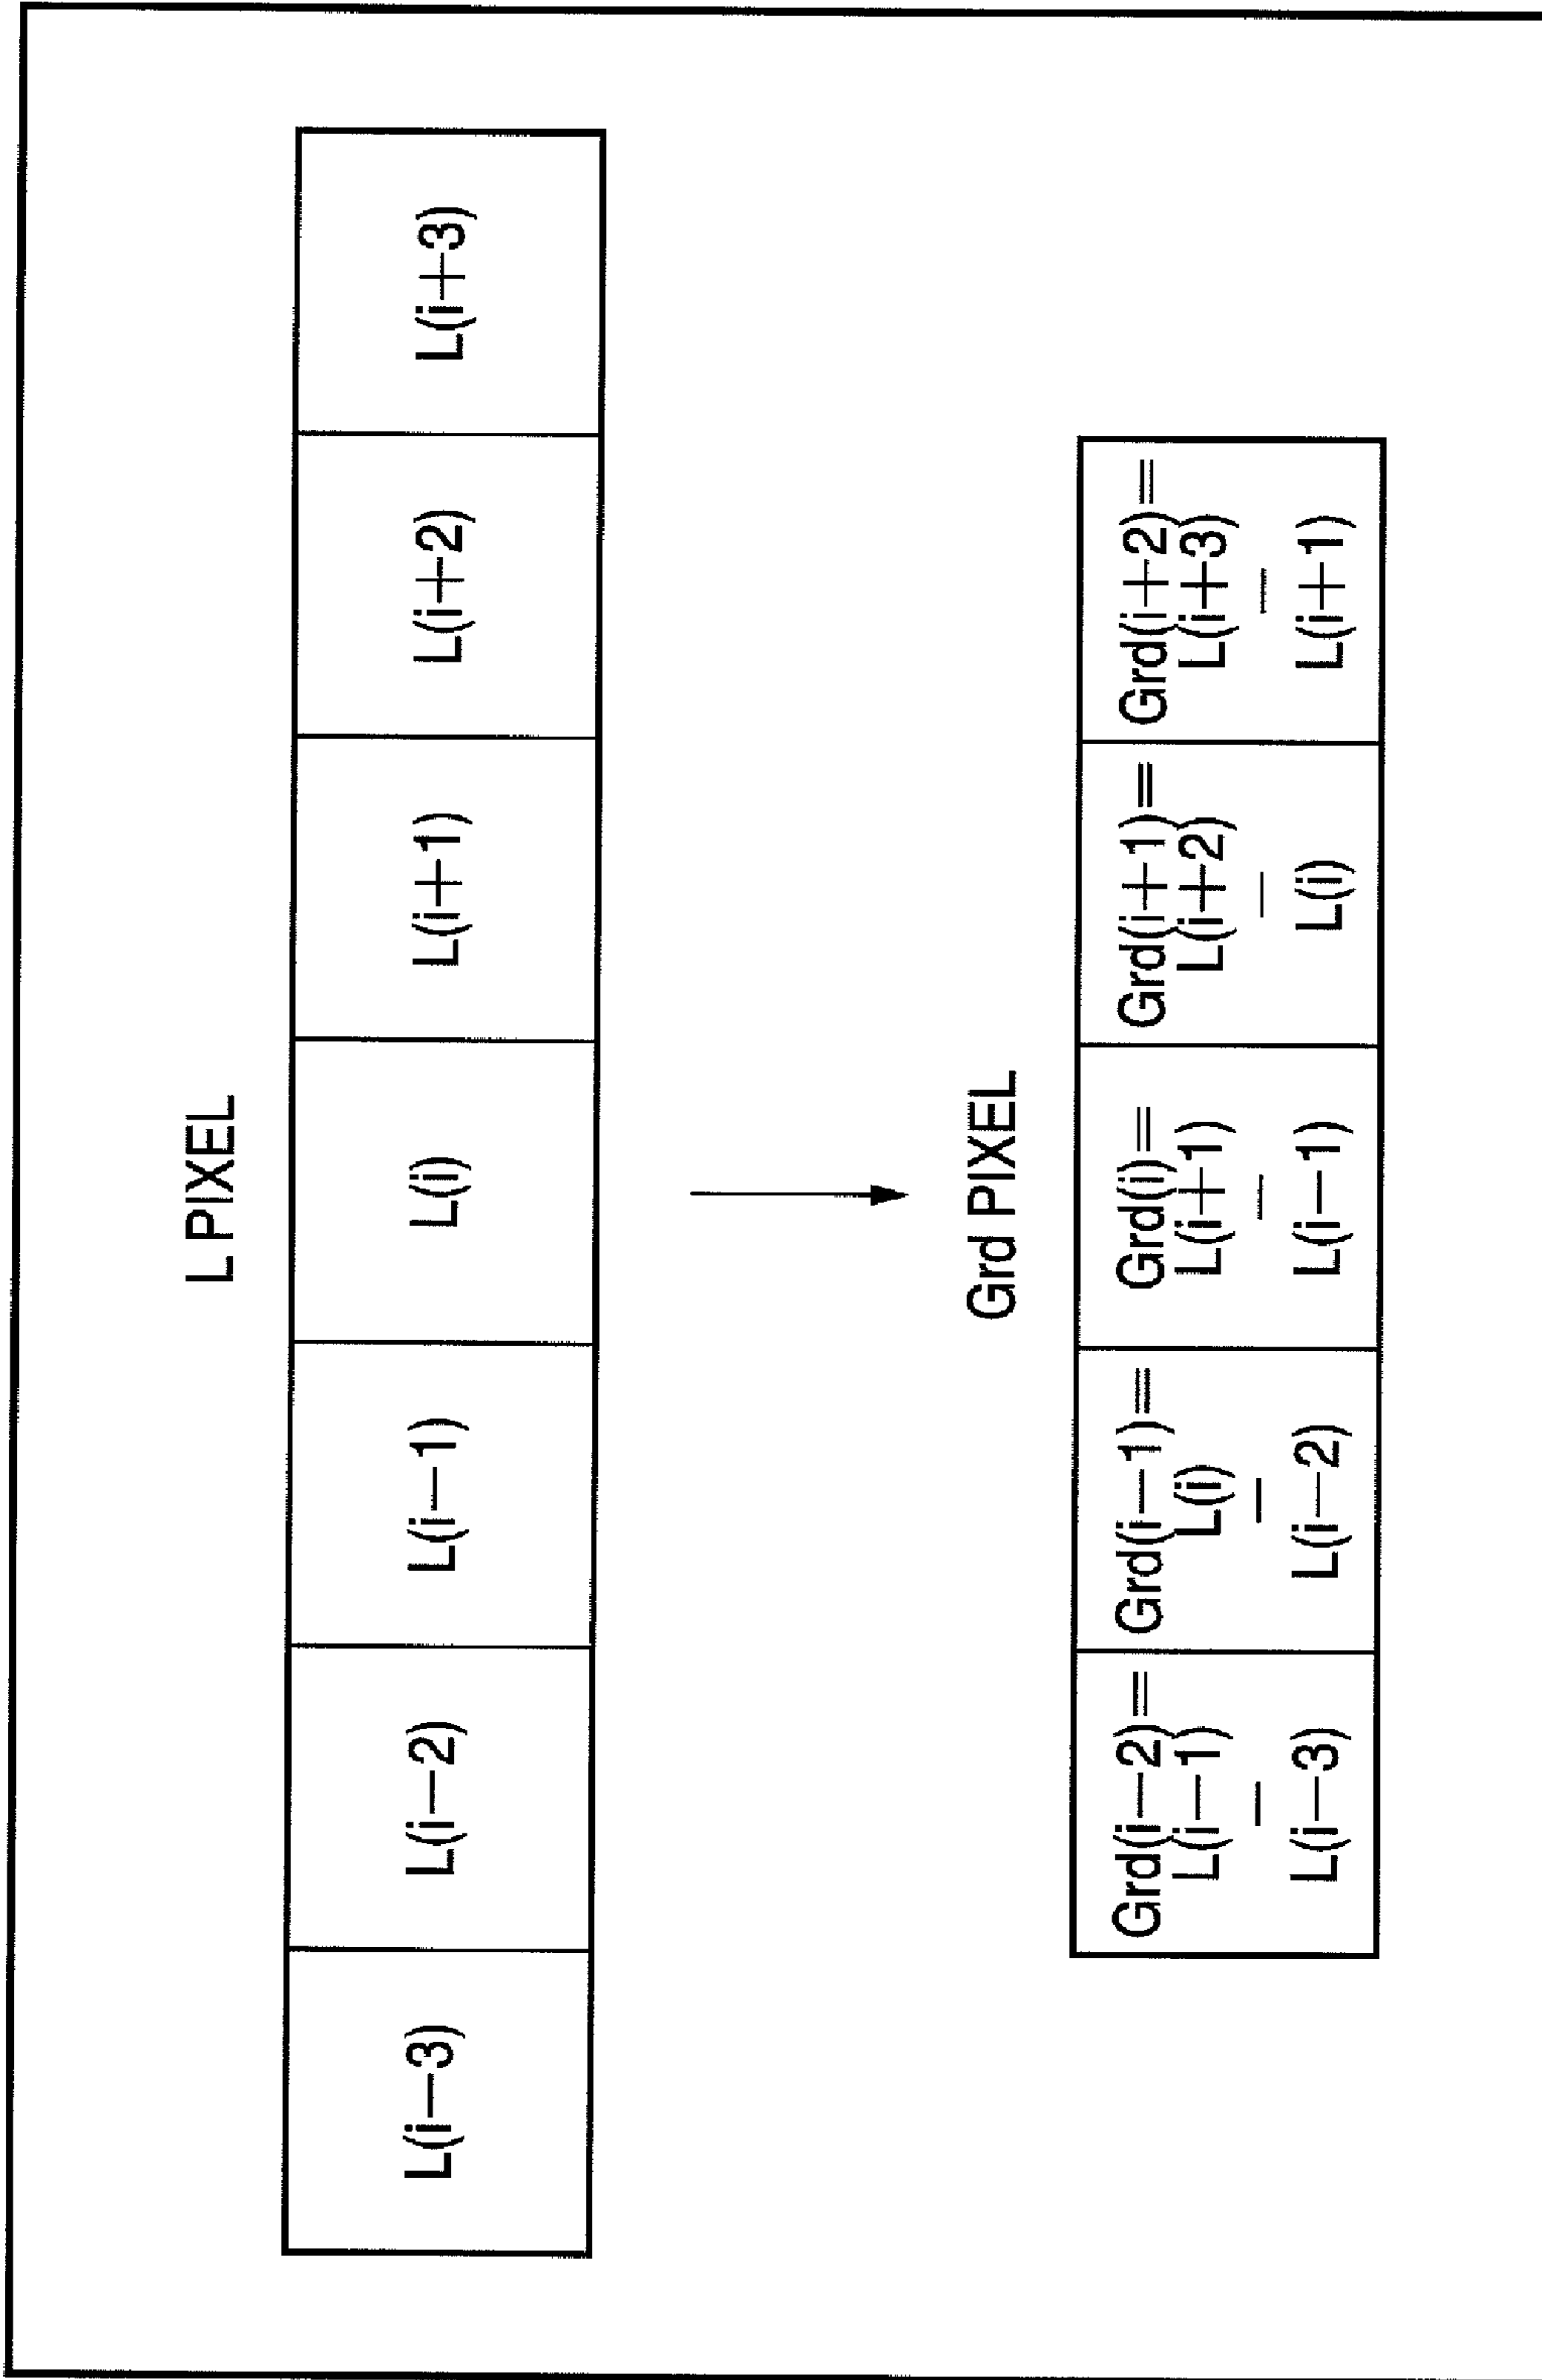 L PIXEL
L(i−3)
L(i−2)
L(i−1)
L(i)
L(i+1)
L(i+2)
L(i+3)
Grd PIXEL
Grd(i−2)=
L(i−1)
−
L(i−3)
Grd(i−1)=
L(i)
−
L(i−2)
Grd(i)=
L(i+1)
−
L(i−1)
Grd(i+1)=
L(i+2)
−
L(i)
Grd(i+2)=
L(i+3)
−
L(i+1)